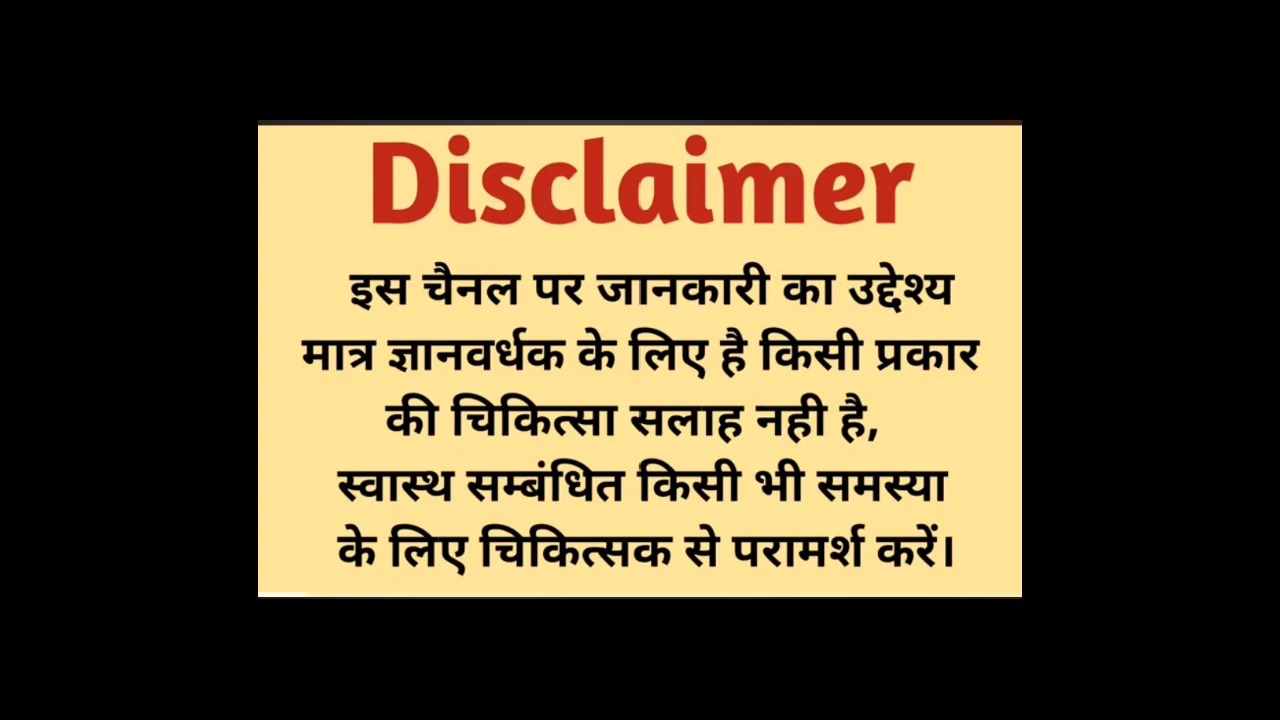 Disclaimer
इस चैनल पर जानकारी का उद्देश्य
मात्र ज्ञानवर्धक के लिए है किसी प्रकार
की चिकित्सा सलाह नही है,
स्वास्थ सम्बंधित किसी भी समस्या
के लिए चिकित्सक से परामर्श करें।